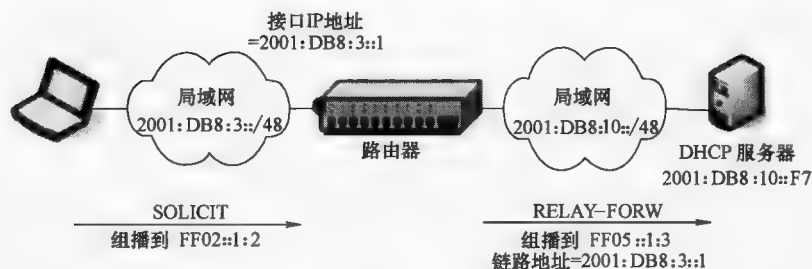 接口IP地址
=2001:DB8:3::1
局域网
2001:DB8:3::/48
路由器
局域网
2001:DB8:10::/48
DHCP 服务器
2001:DB8:10::F7
SOLICIT
组播到 FF02::1:2
RELAY-FORW
组播到 FF05::1:3
链路地址=2001:DB8:3::1